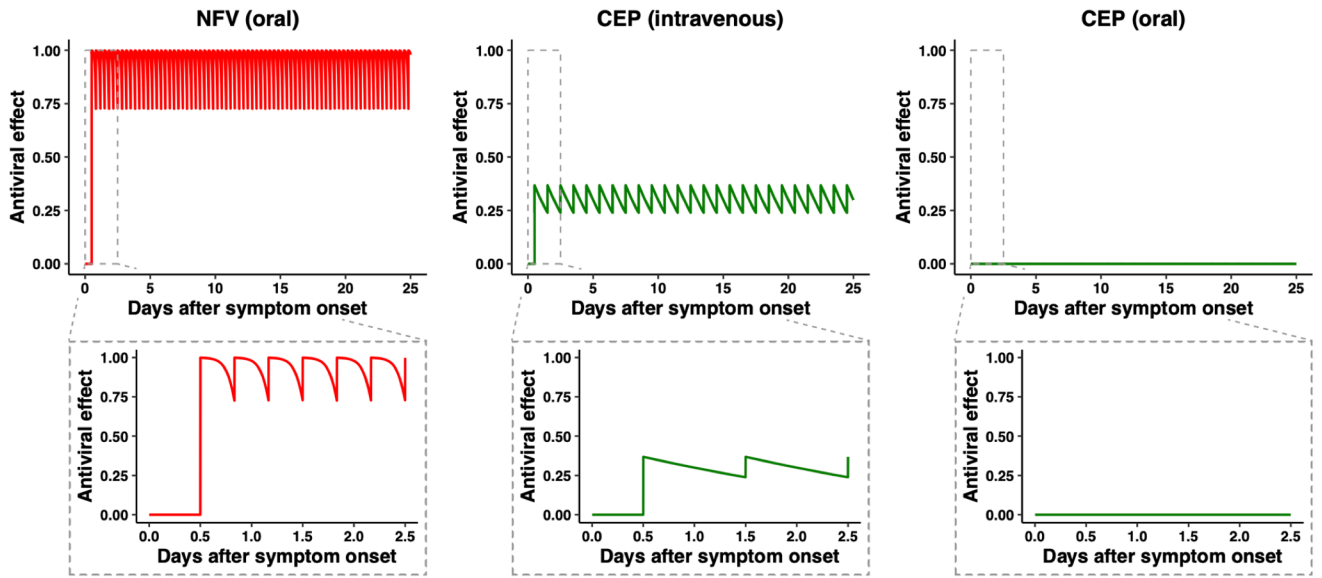 NFV (oral)
CEP (intravenous)
CEP (oral)
Antiviral effect
1.00
0.75
0.50
0.25
0.00
0 5 10 15 20 25
Days after symptom onset
Antiviral effect
1.00
0.75
0.50
0.25
0.00
0 5 10 15 20 25
Days after symptom onset
Antiviral effect
1.00
0.75
0.50
0.25
0.00
0 5 10 15 20 25
Days after symptom onset
Antiviral effect
1.00
0.75
0.50
0.25
0.00
0.0 0.5 1.0 1.5 2.0 2.5
Days after symptom onset
Antiviral effect
1.00
0.75
0.50
0.25
0.00
0.0 0.5 1.0 1.5 2.0 2.5
Days after symptom onset
Antiviral effect
1.00
0.75
0.50
0.25
0.00
0.0 0.5 1.0 1.5 2.0 2.5
Days after symptom onset